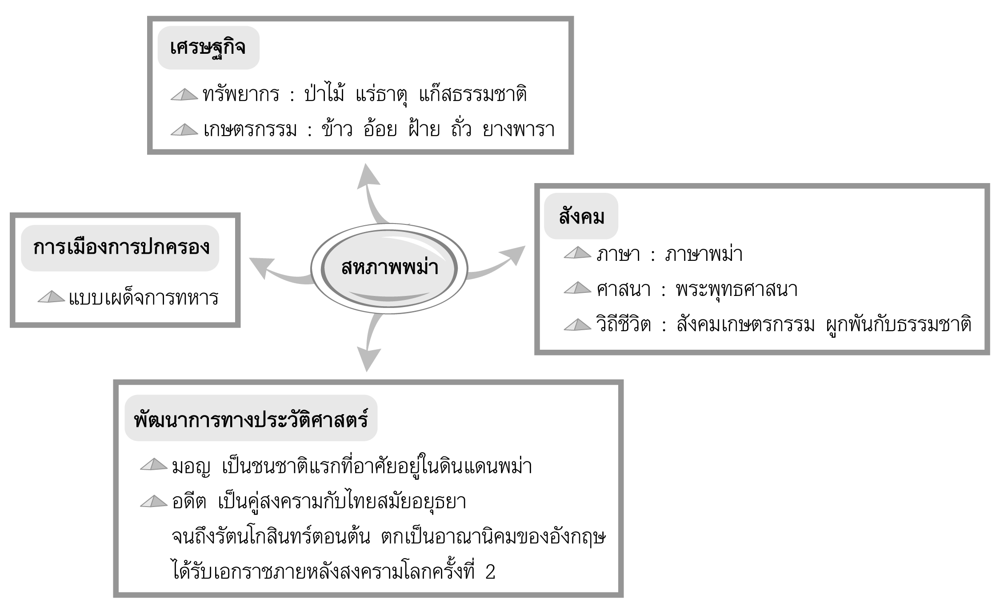 เศรษฐกิจ
ทรัพยากร : ป่าไม้ แร่ธาตุ แก๊สธรรมชาติ
เกษตรกรรม : ข้าว อ้อย ฝ้าย ถั่ว ยางพารา
สังคม
ภาษา : ภาษาพม่า
ศาสนา : พระพุทธศาสนา
วิถีชีวิต : สังคมเกษตรกรรม ผูกพันกับธรรมชาติ
การเมืองการปกครอง
แบบเผด็จการทหาร
สหภาพพม่า
พัฒนาการทางประวัติศาสตร์
มอญ เป็นชนชาติแรกที่อาศัยอยู่ในดินแดนพม่า
อดีต เป็นคู่สงครามกับไทยสมัยอยุธยา
จนถึงรัตนโกสินทร์ตอนต้น ตกเป็นอาณานิคมของอังกฤษ
ได้รับเอกราชภายหลังสงครามโลกครั้งที่ 2